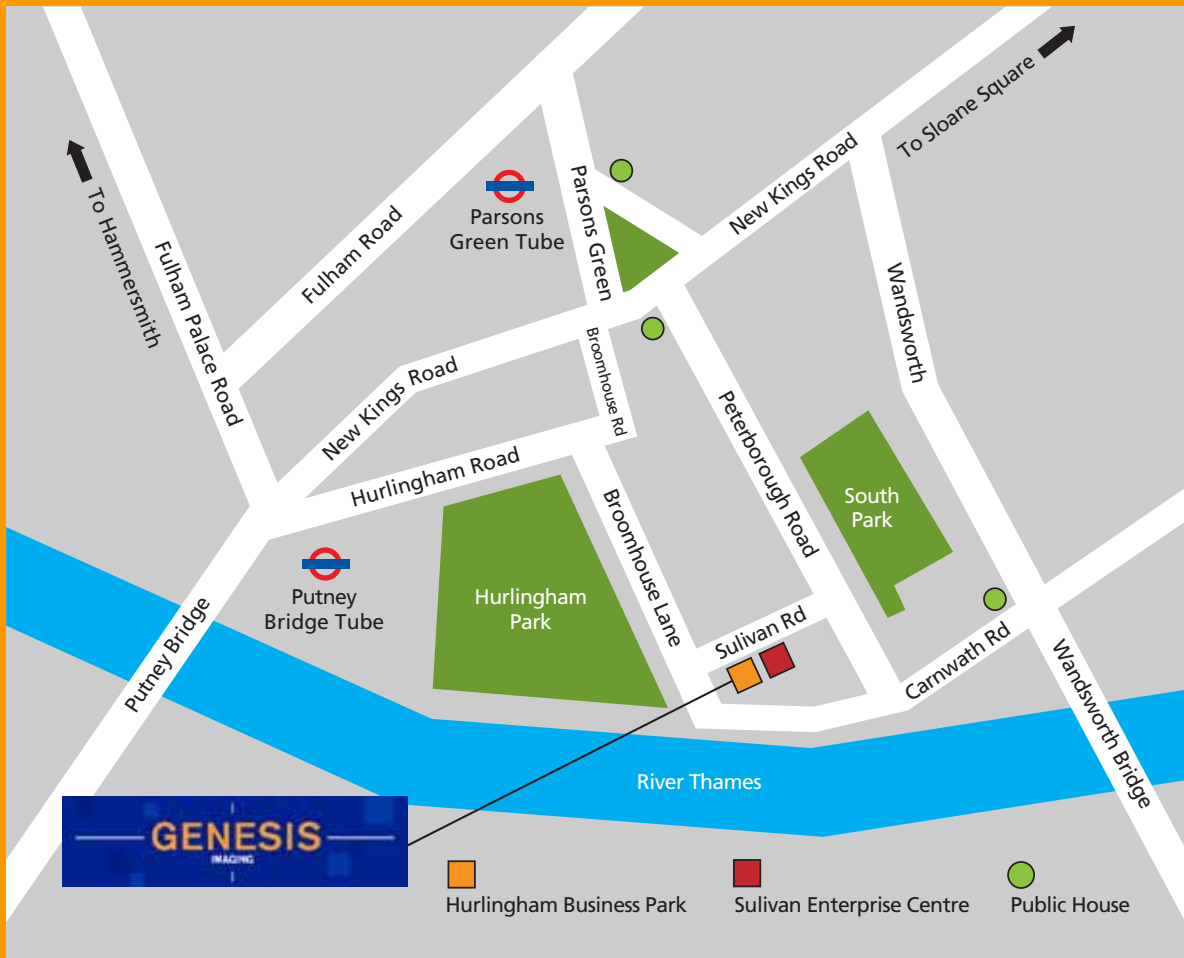 To Sloane Square
To Hammersmith
Fulham Palace Road
Fulham Road
Parsons
Green Tube
Parsons Green
New Kings Road
Wandsworth
Broomhouse Rd
New Kings Road
Hurlingham Road
Peterborough Road
South
Park
Broomhouse Lane
Putney
Bridge Tube
Hurlingham
Park
Putney Bridge
Sulivan Rd
Carnwath Rd
Wandsworth Bridge
River Thames
GENESIS
IMAGING
Hurlingham Business Park
Sulivan Enterprise Centre
Public House